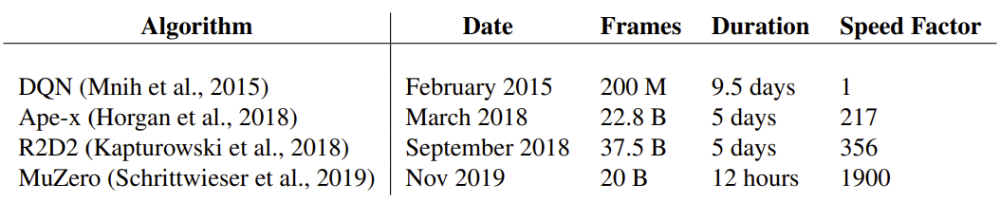 Algorithm Date Frames Duration Speed Factor
DQN (Mnih et al., 2015) February 2015 200 M 9.5 days 1
Ape-x (Horgan et al., 2018) March 2018 22.8 B 5 days 217
R2D2 (Kapturowski et al., 2018) September 2018 37.5 B 5 days 356
MuZero (Schrittwieser et al., 2019) Nov 2019 20 B 12 hours 1900